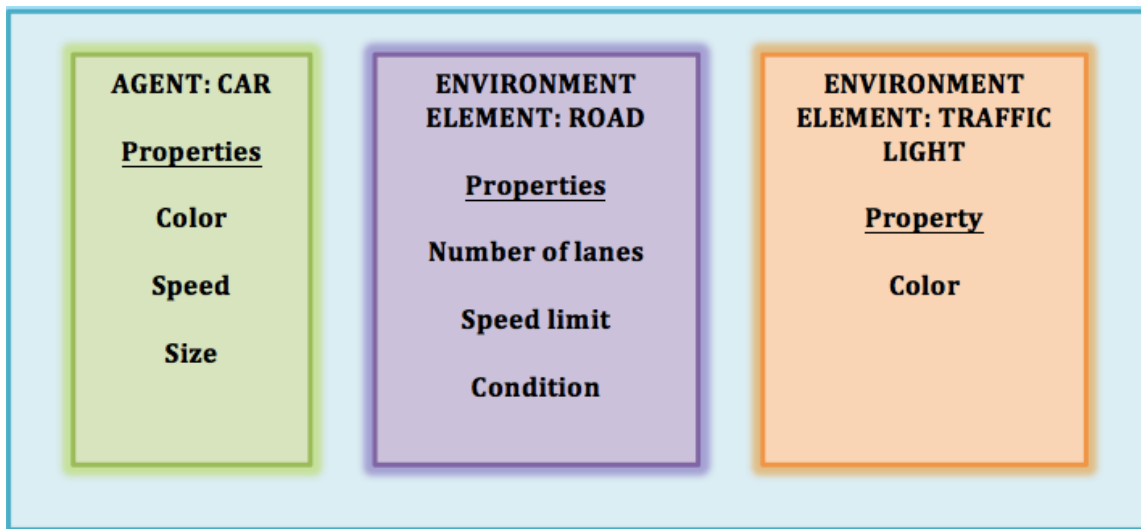 AGENT: CAR
Properties
Color
Speed
Size
ENVIRONMENT
ELEMENT: ROAD
Properties
Number of lanes
Speed limit
Condition
ENVIRONMENT
ELEMENT: TRAFFIC
LIGHT
Property
Color